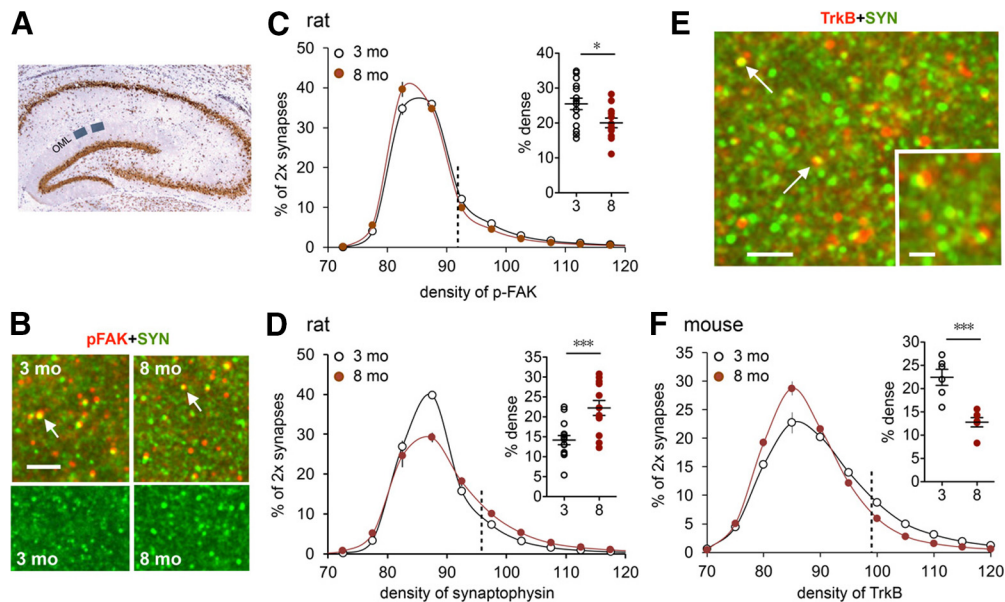 A
OML
B
pFAK+SYN
3 mo
8 mo
3 mo
8 mo
C
rat
3 mo
8 mo
% of 2x synapses
50
40
30
20
10
0
70
80
90
100
110
120
density of p-FAK
*
% dense
40
30
20
10
0
3
8
D
rat
3 mo
8 mo
% of 2x synapses
50
40
30
20
10
0
70
80
90
100
110
120
density of synaptophysin
***
% dense
35
30
25
20
15
10
5
0
3
8
E
TrkB+SYN
F
mouse
3 mo
8 mo
% of 2x synapses
35
30
25
20
15
10
5
0
70
80
90
100
110
120
density of TrkB
***
% dense
30
25
20
15
10
5
0
3
8